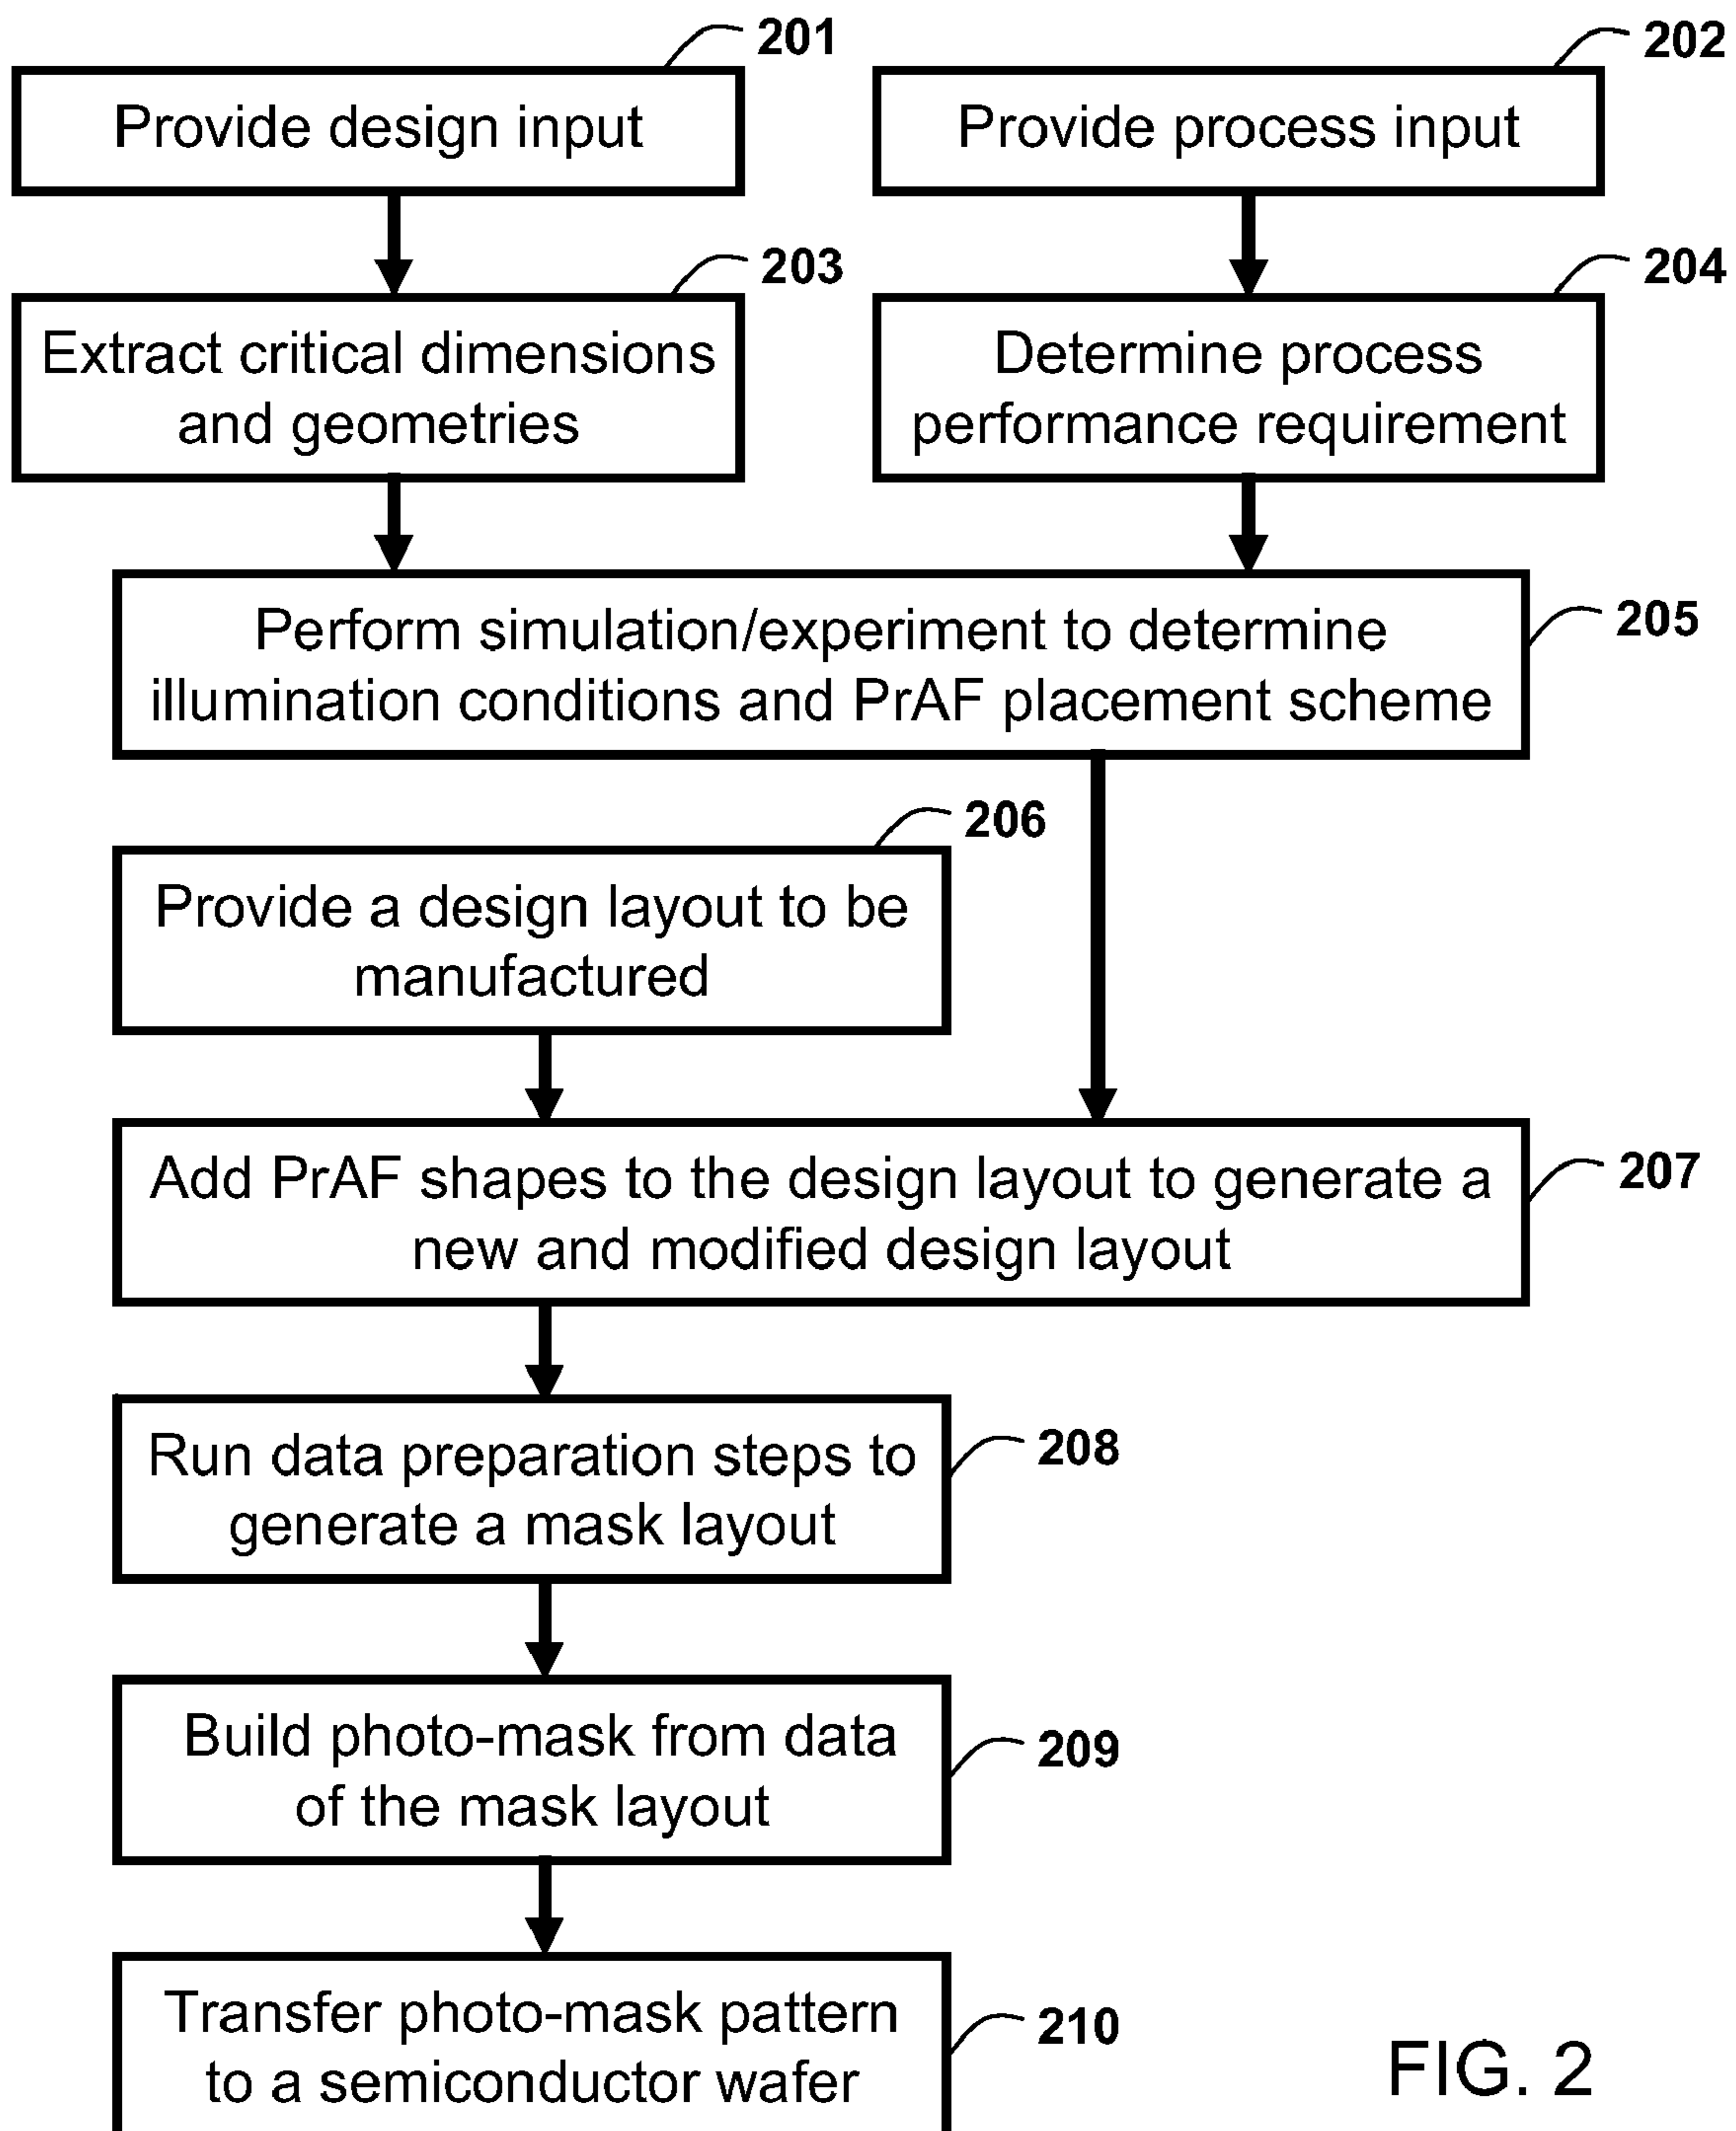 201
Provide design input
202
Provide process input
203
Extract critical dimensions
and geometries
204
Determine process
performance requirement
205
Perform simulation/experiment to determine
illumination conditions and PrAF placement scheme
206
Provide a design layout to be
manufactured
207
Add PrAF shapes to the design layout to generate a
new and modified design layout
208
Run data preparation steps to
generate a mask layout
209
Build photo-mask from data
of the mask layout
210
Transfer photo-mask pattern
to a semiconductor wafer
FIG. 2